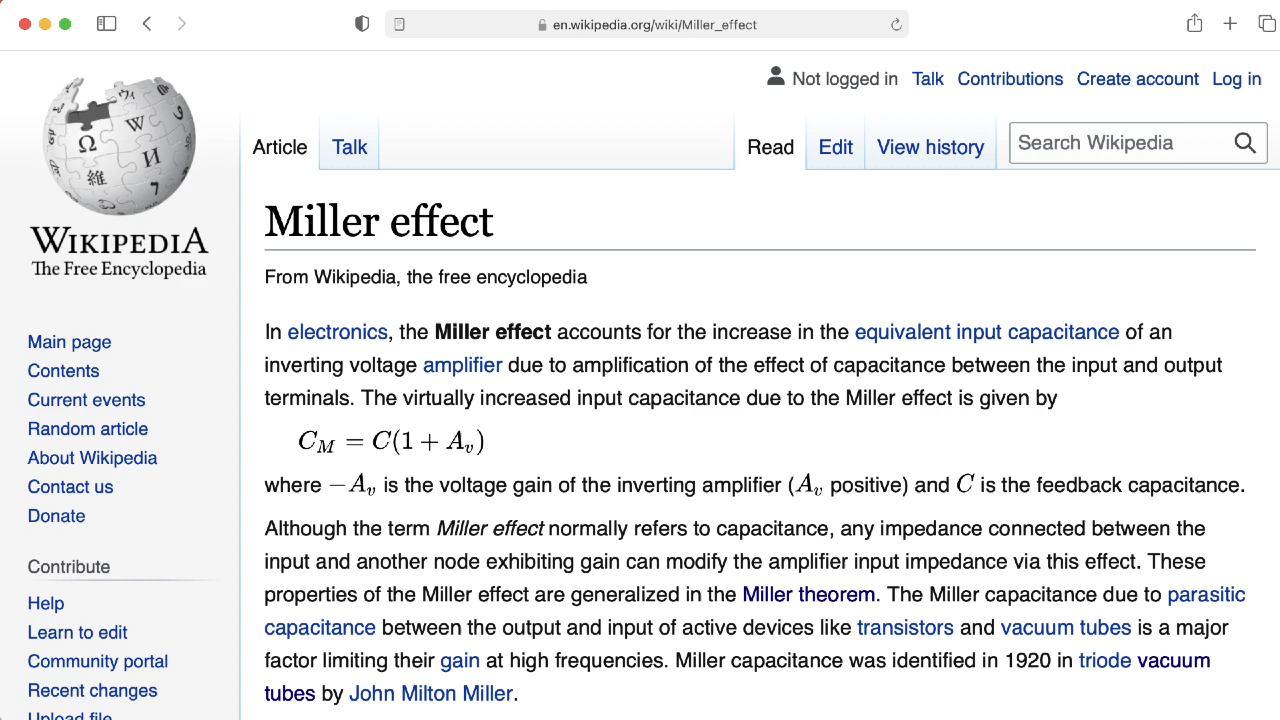 en.wikipedia.org/wiki/Miller_effect
Not logged in Talk Contributions Create account Log in
Article Talk Read Edit View history Search Wikipedia
WIKIPEDIA
The Free Encyclopedia
Main page
Contents
Current events
Random article
About Wikipedia
Contact us
Donate
Contribute
Help
Learn to edit
Community portal
Recent changes
Upload file
Miller effect
From Wikipedia, the free encyclopedia
In electronics, the Miller effect accounts for the increase in the equivalent input capacitance of an
inverting voltage amplifier due to amplification of the effect of capacitance between the input and output
terminals. The virtually increased input capacitance due to the Miller effect is given by
C_M = C(1 + A_v)
where −A_v is the voltage gain of the inverting amplifier (A_v positive) and C is the feedback capacitance.
Although the term Miller effect normally refers to capacitance, any impedance connected between the
input and another node exhibiting gain can modify the amplifier input impedance via this effect. These
properties of the Miller effect are generalized in the Miller theorem. The Miller capacitance due to parasitic
capacitance between the output and input of active devices like transistors and vacuum tubes is a major
factor limiting their gain at high frequencies. Miller capacitance was identified in 1920 in triode vacuum
tubes by John Milton Miller.